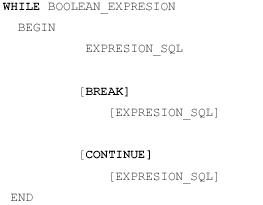 WHILE BOOLEAN_EXPRESION
BEGIN
EXPRESION_SQL
[BREAK]
[EXPRESION_SQL]
[CONTINUE]
[EXPRESION_SQL]
END